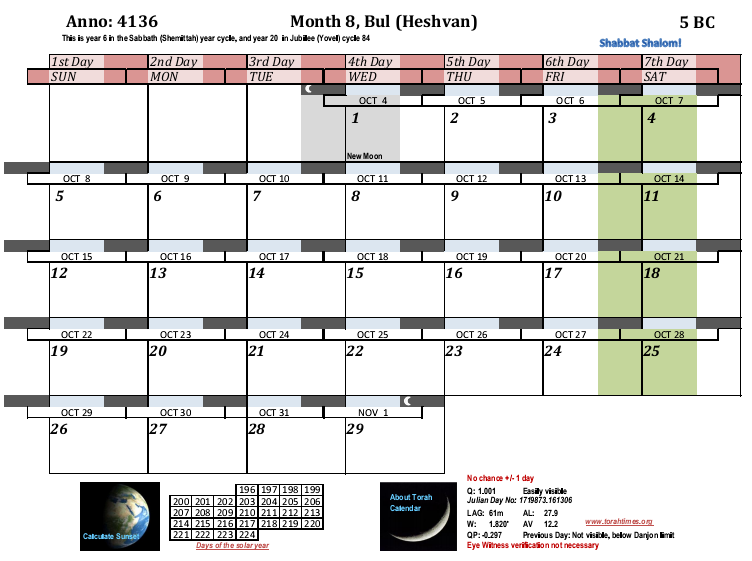 Anno: 4136 Month 8, Bul (Heshvan) 5 BC
This is year 6 in the Sabbath (Shemittah) year cycle, and year 20 in Jubilee (Yovel) cycle 84
Shabbat Shalom!
1st Day 2nd Day 3rd Day 4th Day 5th Day 6th Day 7th Day
SUN MON TUE WED THU FRI SAT
OCT 4 OCT 5 OCT 6 OCT 7
1 2 3 4
New Moon
OCT 8 OCT 9 OCT 10 OCT 11 OCT 12 OCT 13 OCT 14
5 6 7 8 9 10 11
OCT 15 OCT 16 OCT 17 OCT 18 OCT 19 OCT 20 OCT 21
12 13 14 15 16 17 18
OCT 22 OCT 23 OCT 24 OCT 25 OCT 26 OCT 27 OCT 28
19 20 21 22 23 24 25
OCT 29 OCT 30 OCT 31 NOV 1
26 27 28 29
Calculate Sunset
196 197 198 199
200 201 202 203 204 205 206
207 208 209 210 211 212 213
214 215 216 217 218 219 220
221 222 223 224
Days of the solar year
About Torah
Calendar
No chance +/- 1 day
Q: 1.001 Easily visible
Julian Day No: 1719873.161306
LAG: 61m AL: 27.9
W: 1.820' AV 12.2 www.torahtimes.org
QP: -0.297 Previous Day: Not visible, below Danjon limit
Eye Witness verification not necessary